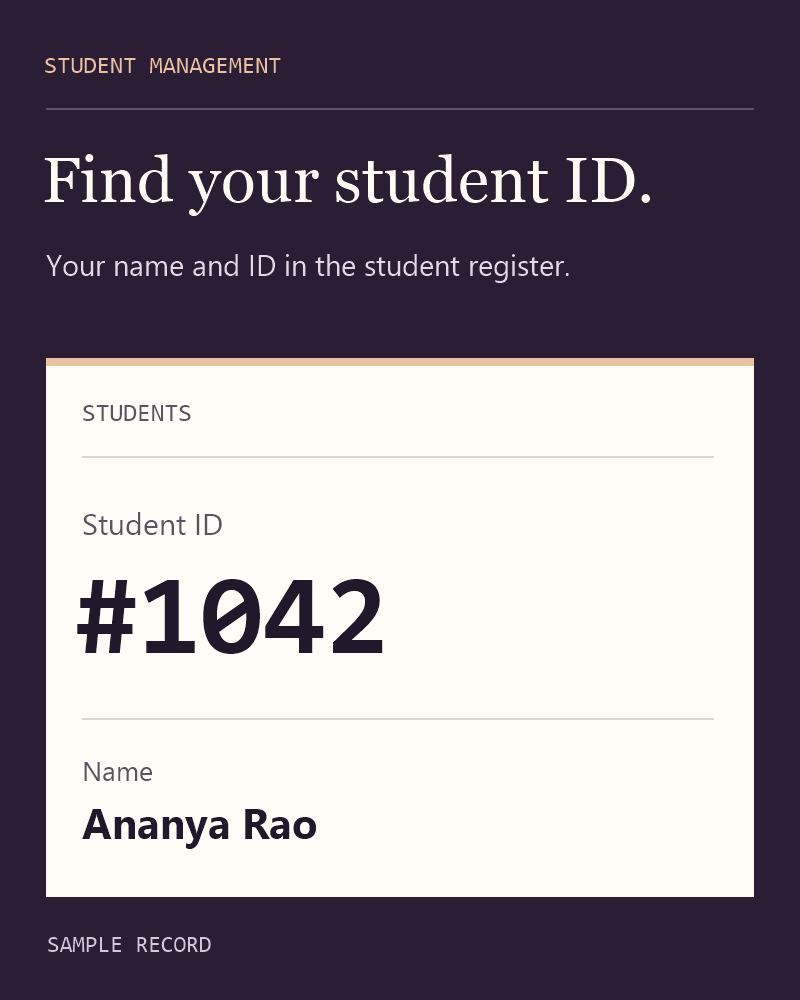 STUDENT MANAGEMENT
Find your student ID.
Your name and ID in the student register.
STUDENTS
Student ID
#1042
Name
Ananya Rao
SAMPLE RECORD